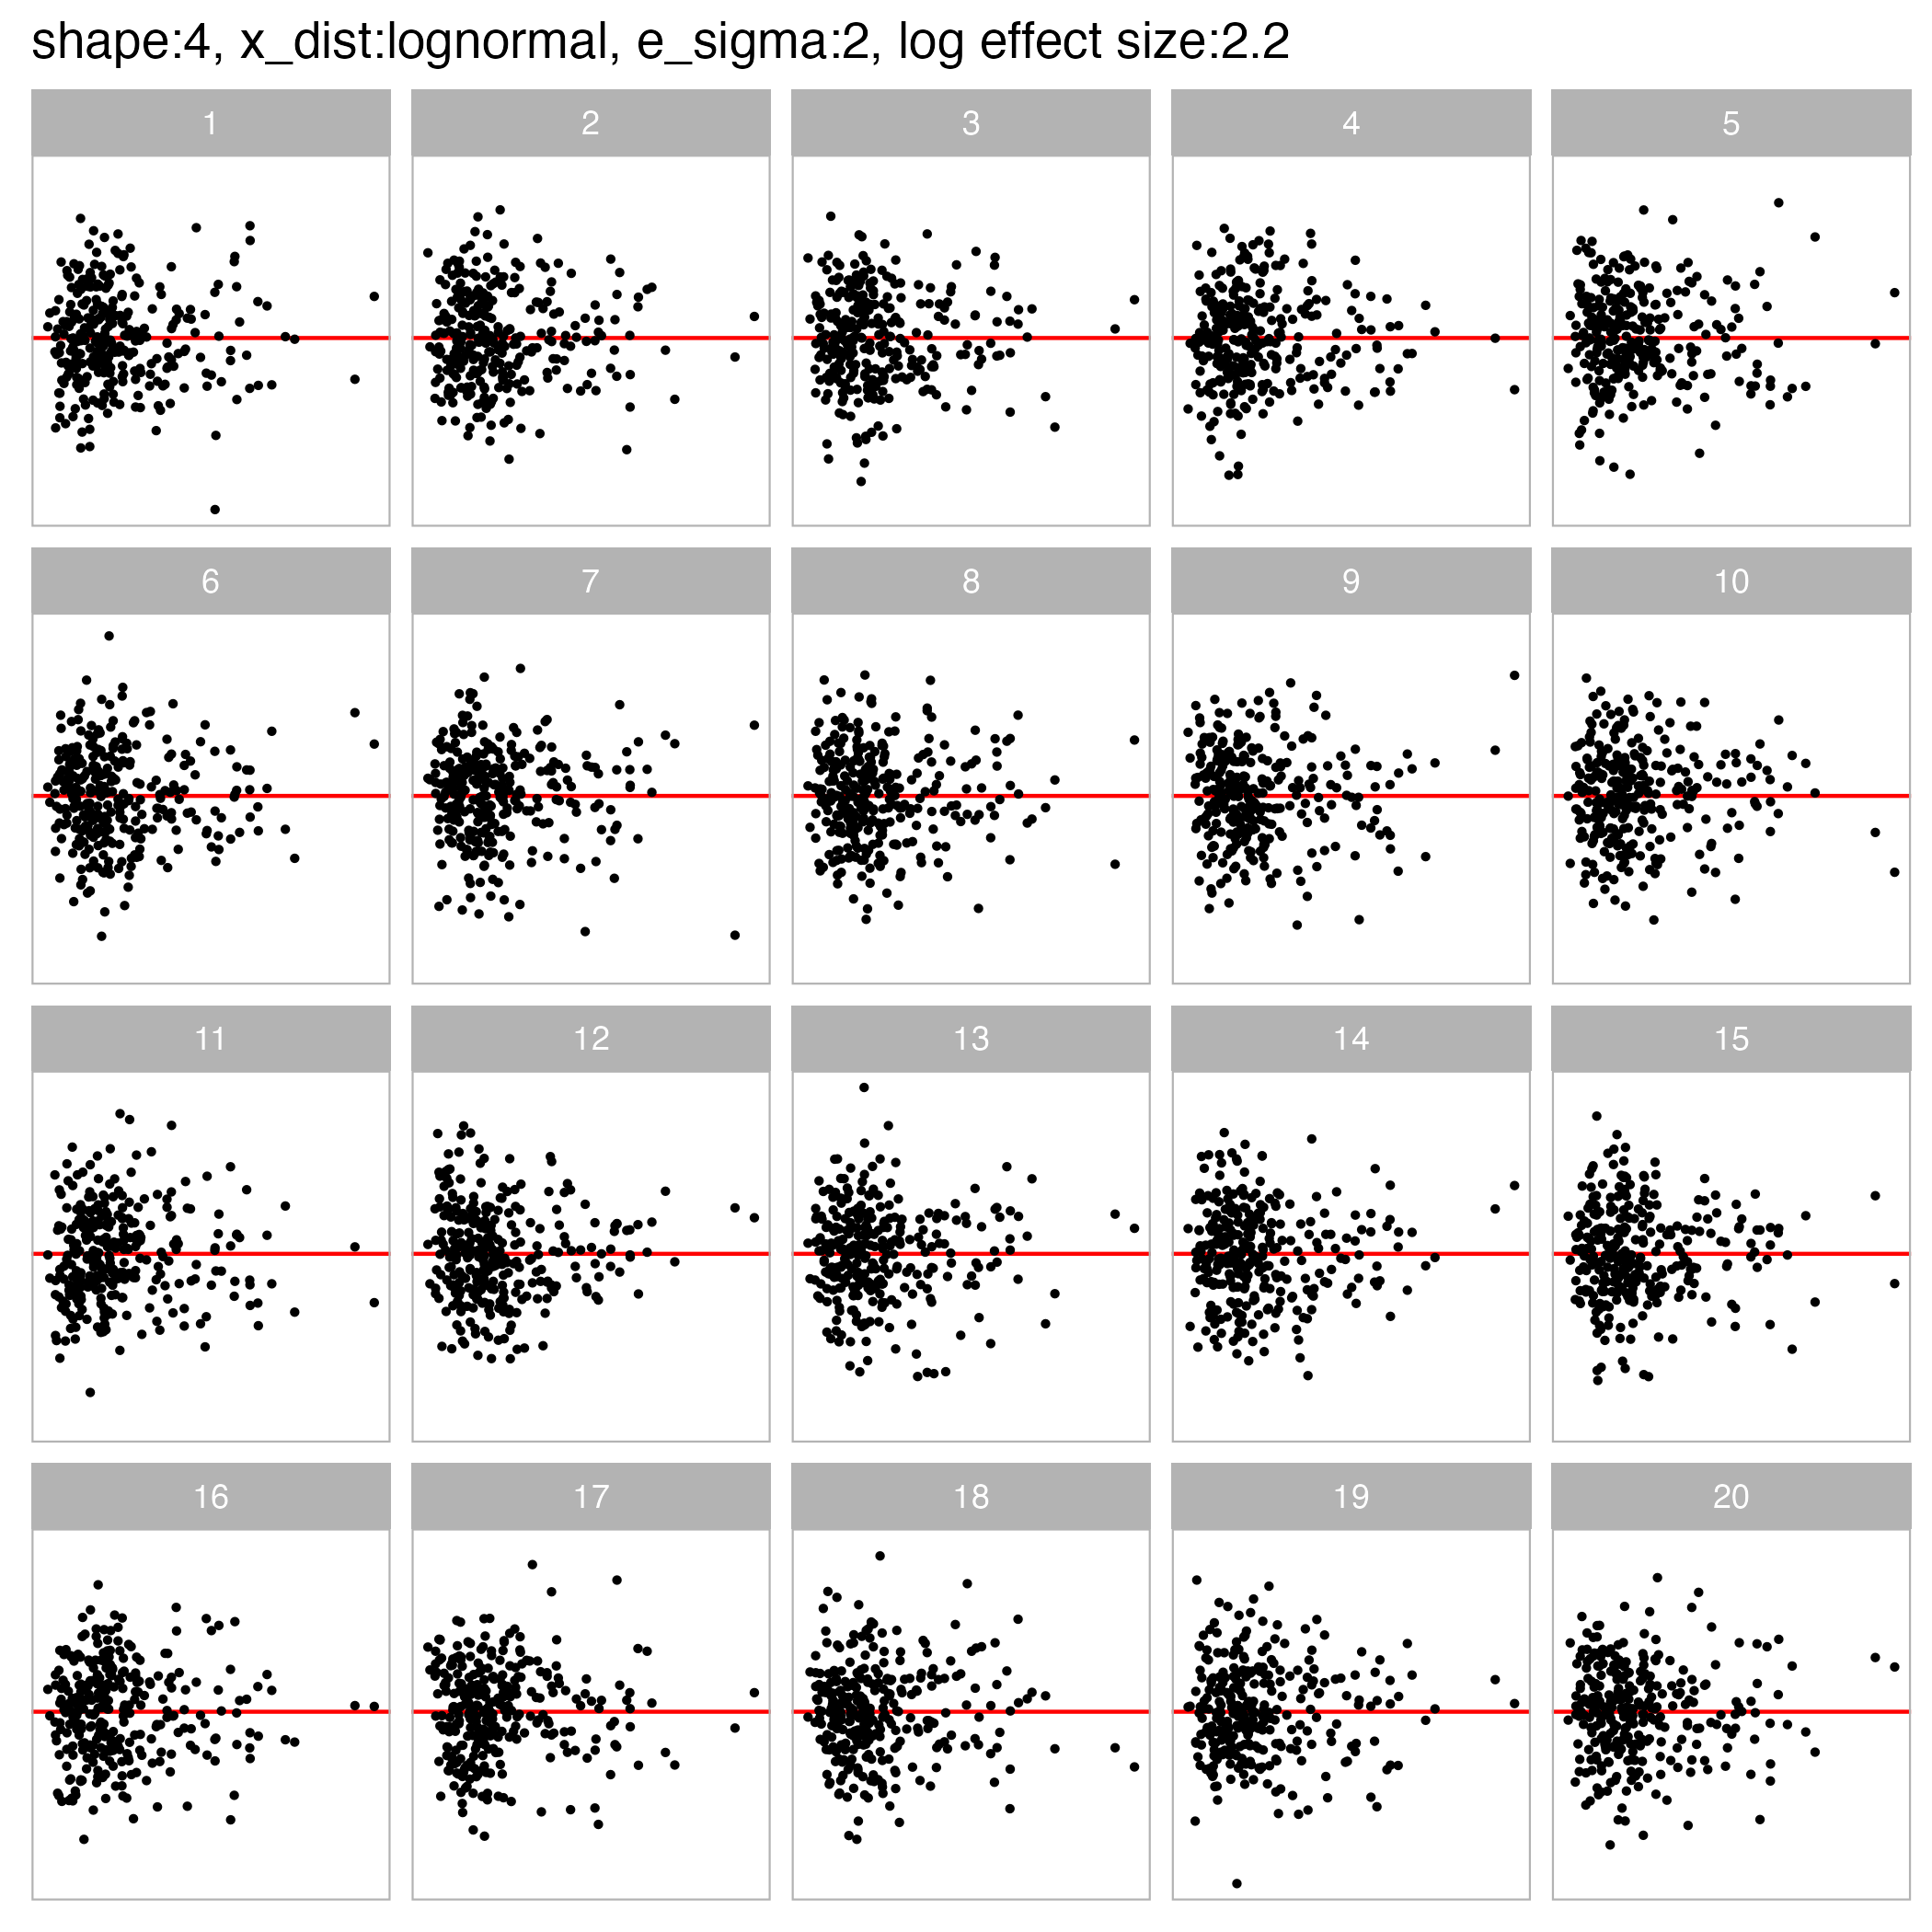 shape:4, x_dist:lognormal, e_sigma:2, log effect size:2.2
1 2 3 4 5
6 7 8 9 10
11 12 13 14 15
16 17 18 19 20